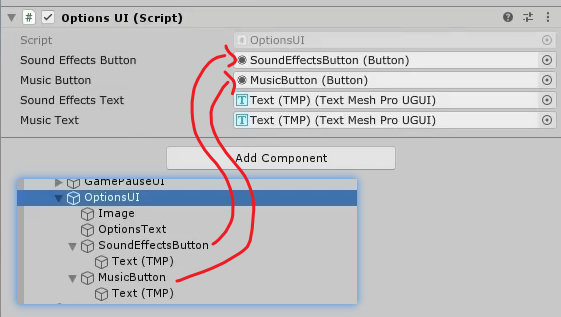 Options UI (Script)
Script OptionsUI
Sound Effects Button SoundEffectsButton (Button)
Music Button MusicButton (Button)
Sound Effects Text Text (TMP) (Text Mesh Pro UGUI)
Music Text Text (TMP) (Text Mesh Pro UGUI)
Add Component
GamePauseUI
OptionsUI
Image
OptionsText
SoundEffectsButton
Text (TMP)
MusicButton
Text (TMP)